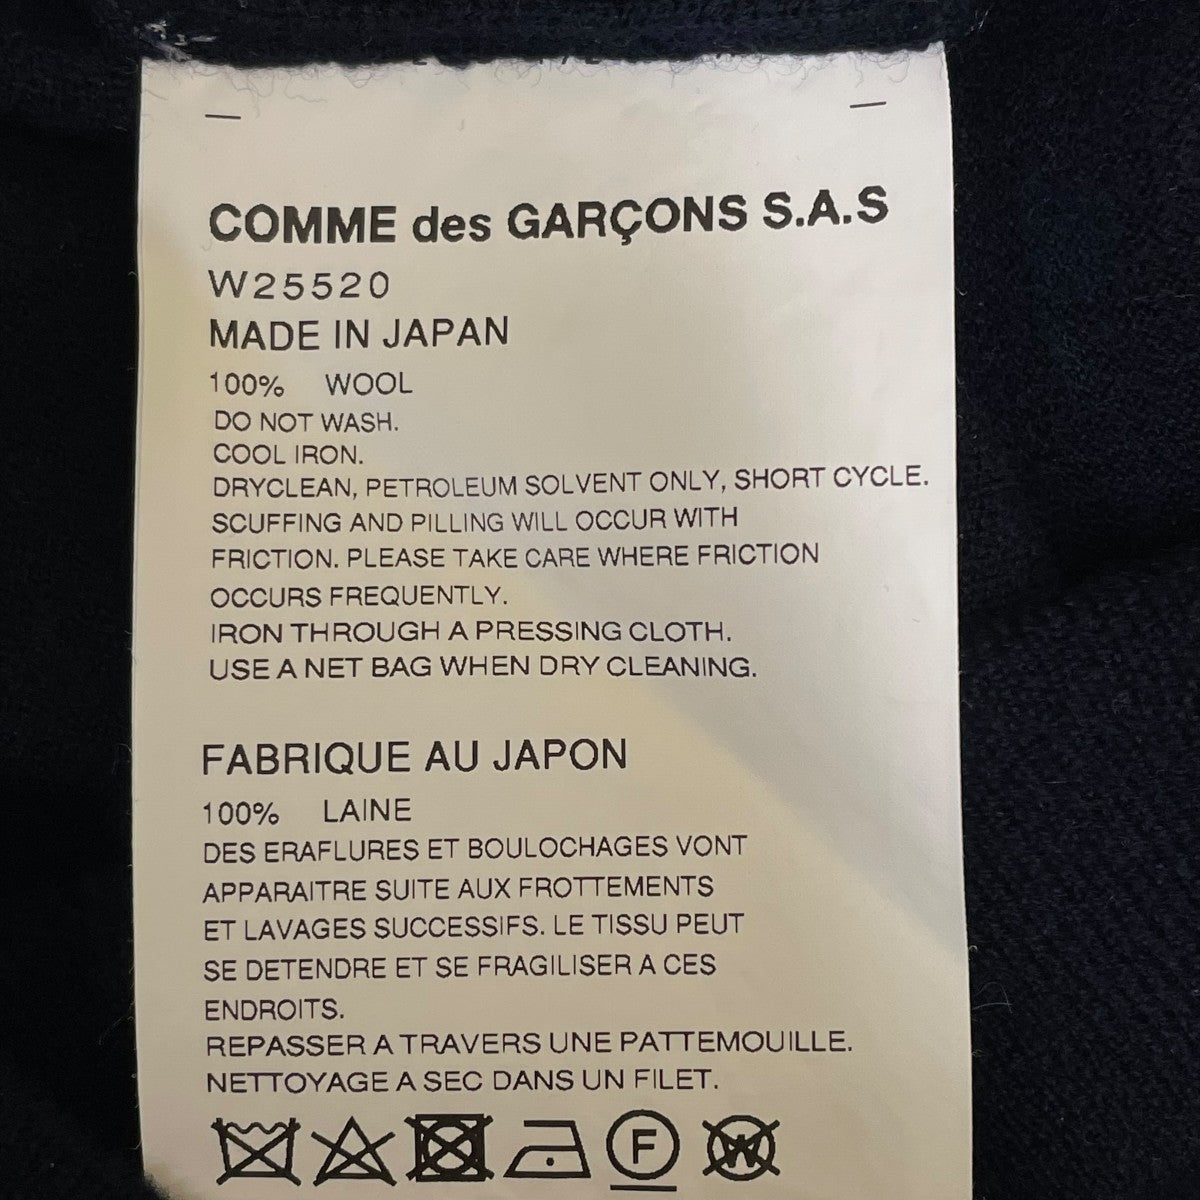 COMME des GARÇONS S.A.S
W25520
MADE IN JAPAN
100% WOOL
DO NOT WASH.
COOL IRON.
DRYCLEAN, PETROLEUM SOLVENT ONLY, SHORT CYCLE.
SCUFFING AND PILLING WILL OCCUR WITH
FRICTION. PLEASE TAKE CARE WHERE FRICTION
OCCURS FREQUENTLY.
IRON THROUGH A PRESSING CLOTH.
USE A NET BAG WHEN DRY CLEANING.
FABRIQUE AU JAPON
100% LAINE
DES ERAFLURES ET BOULOCHAGES VONT
APPARAITRE SUITE AUX FROTTEMENTS
ET LAVAGES SUCCESSIFS. LE TISSU PEUT
SE DETENDRE ET SE FRAGILISER A CES
ENDROITS.
REPASSER A TRAVERS UNE PATTEMOUILLE.
NETTOYAGE A SEC DANS UN FILET.
F W